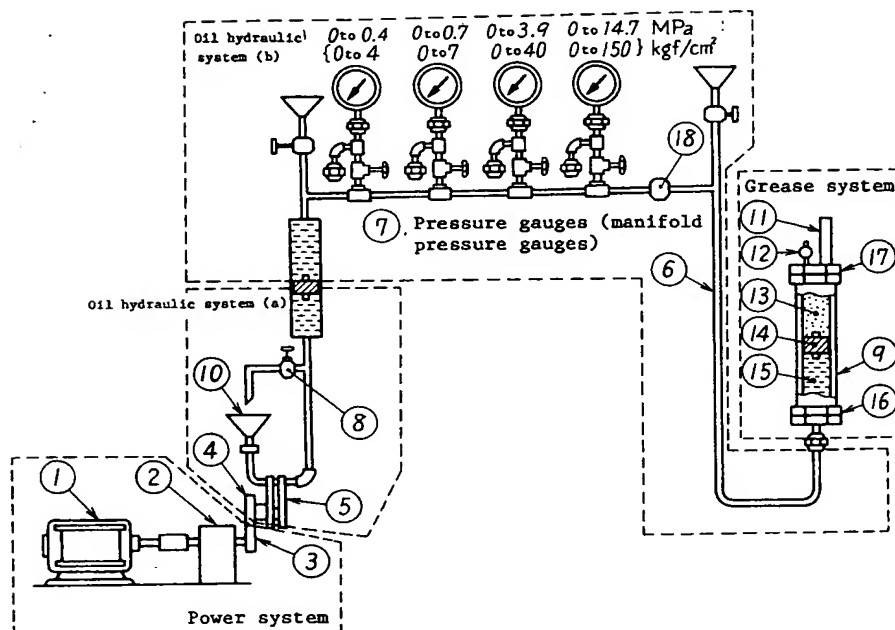 Oil hydraulic
system (b)
0 to 0.4 0 to 0.7 0 to 3.9 0 to 14.7 MPa
{0 to 4 0 to 7 0 to 40 0 to 150} kgf/cm²
18
Grease system
11
7 Pressure gauges (manifold
pressure gauges)
12
17
6
13
Oil hydraulic system (a)
14
15
9
10
8
16
4
1
2
5
3
Power system